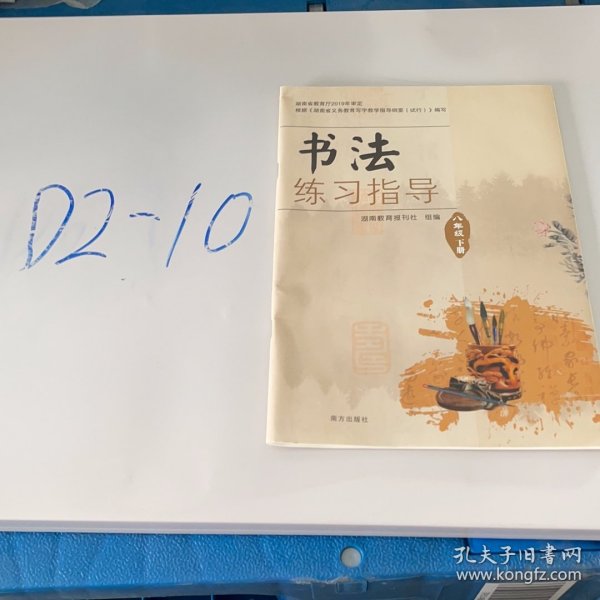 湖南省教育厅2019年审定
根据《湖南省义务教育写字教学指导纲要（试行）》编写
书法
练习指导
湖南教育报刊社 组编
八年级 下册
D2-10
南方出版社
孔夫子旧书网
www.kongfz.com